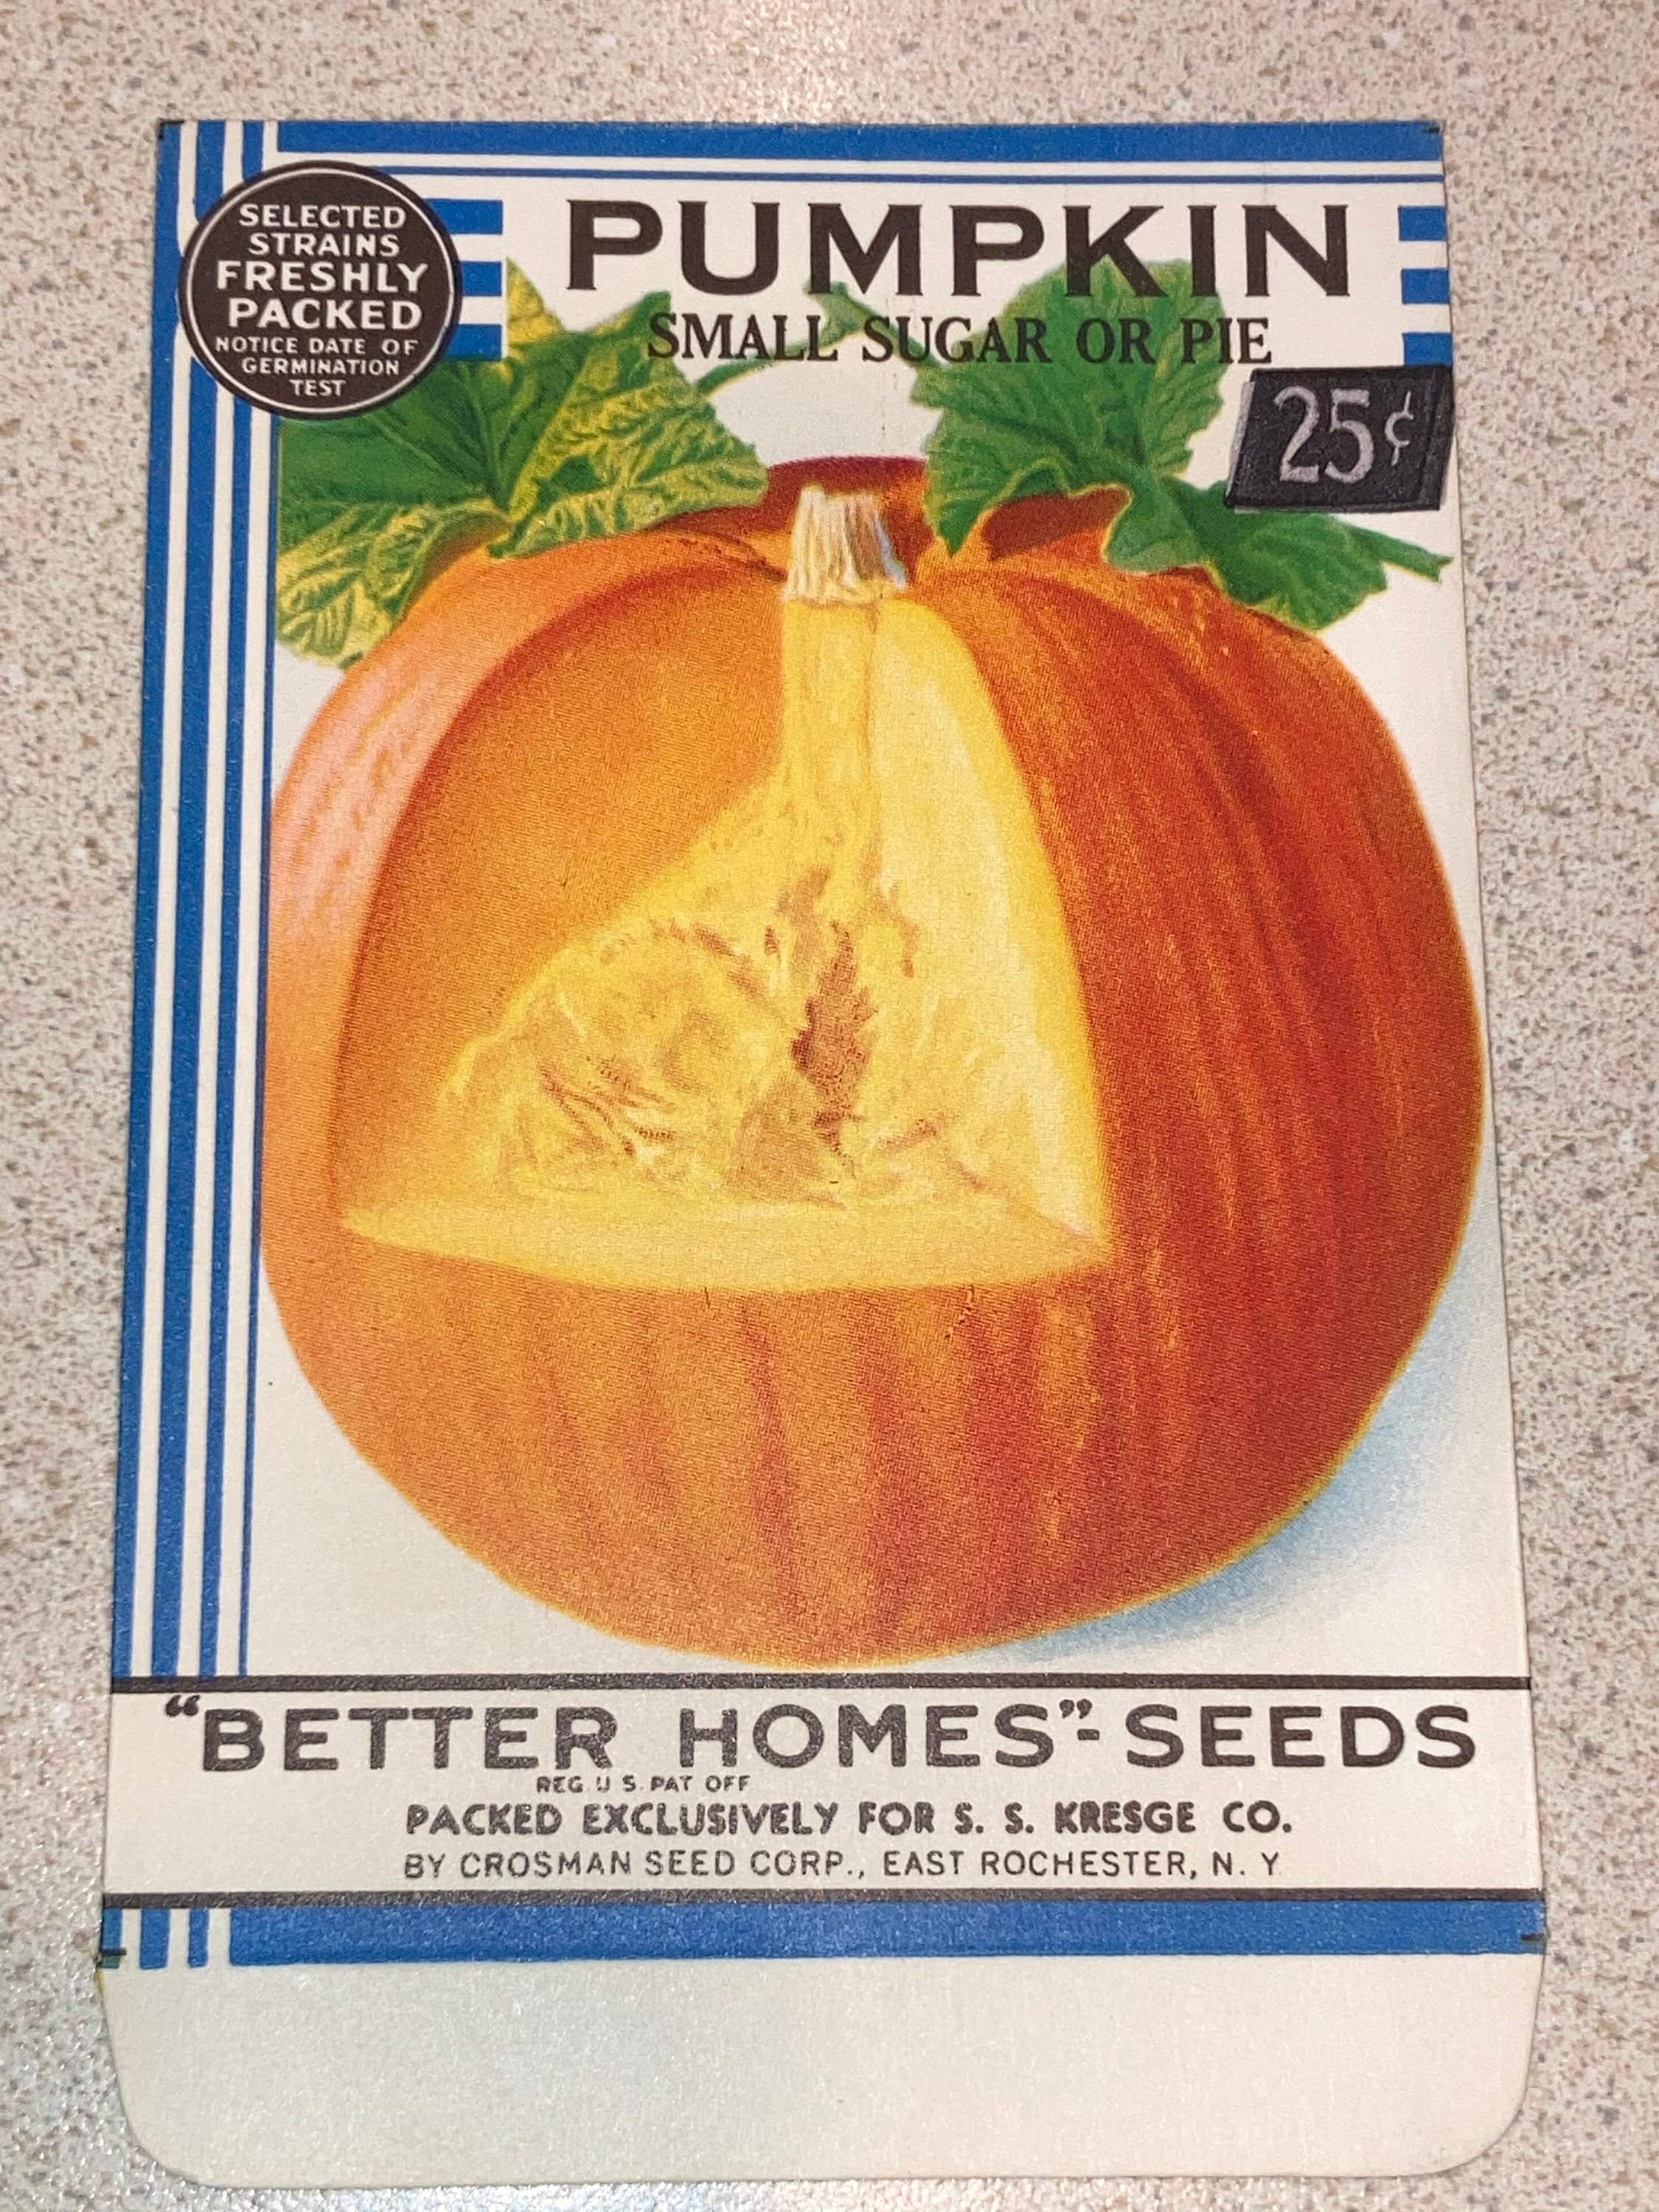 SELECTED
STRAINS
FRESHLY
PACKED
NOTICE DATE OF
GERMINATION
TEST
PUMPKIN
SMALL SUGAR OR PIE
25¢
“BETTER HOMES”-SEEDS
REG. U. S. PAT OFF
PACKED EXCLUSIVELY FOR S. S. KRESGE CO.
BY CROSMAN SEED CORP., EAST ROCHESTER, N. Y.